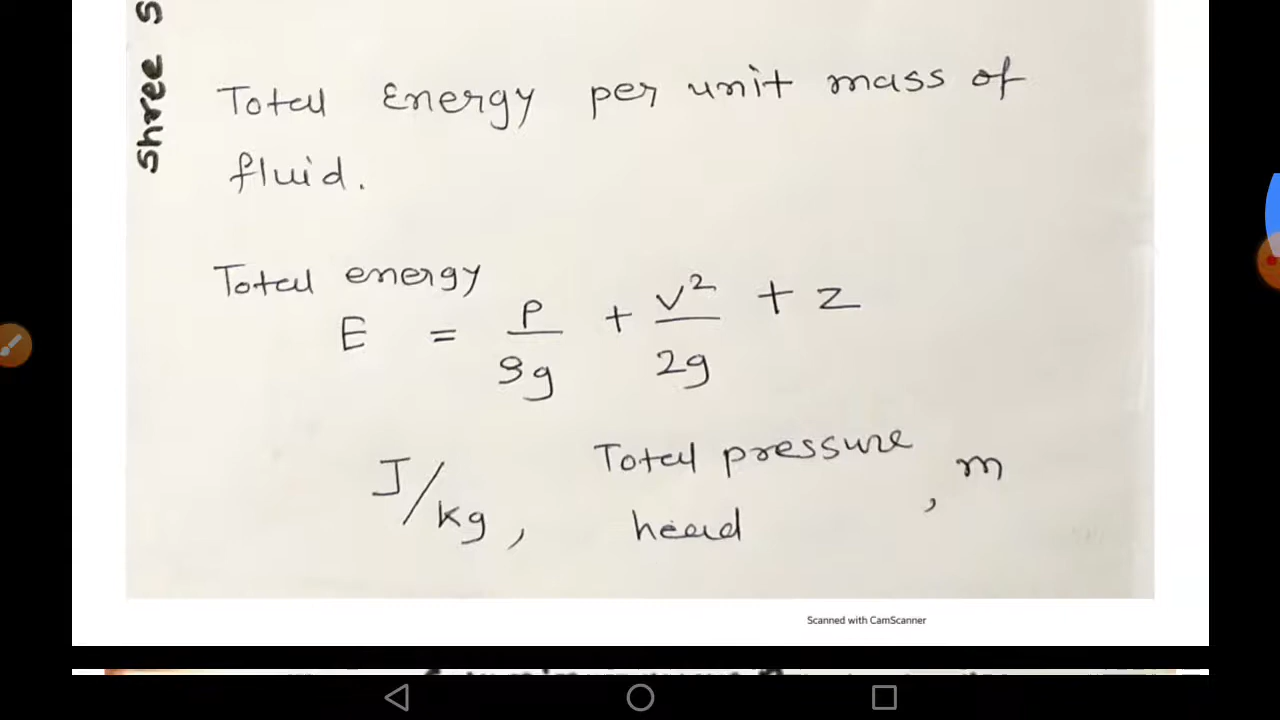 Shree S
Total Energy per unit mass of
fluid.
Total energy
E = P/ρg + V²/2g + Z
J/kg, Total pressure head, m
Scanned with CamScanner